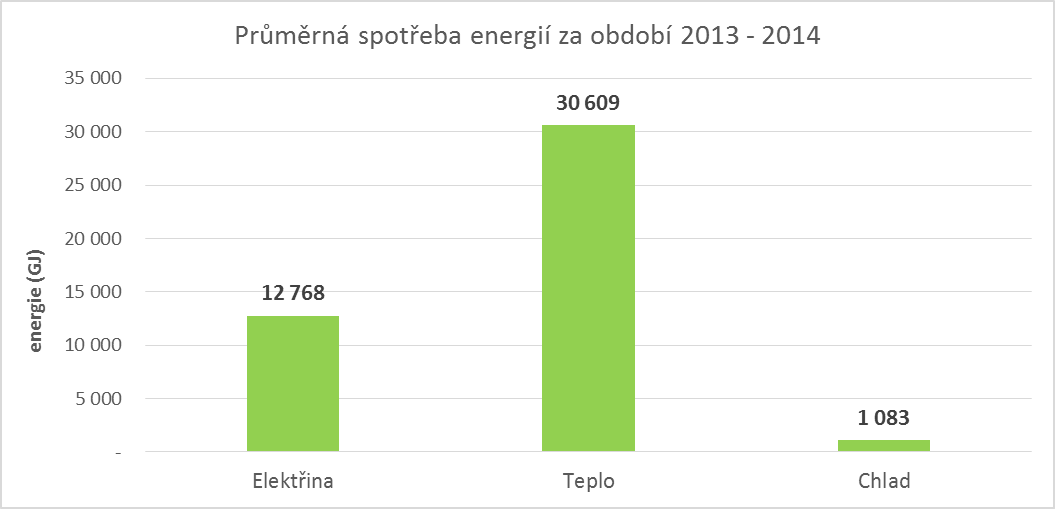 Průměrná spotřeba energií za období 2013 - 2014
35 000
30 000
25 000
20 000
15 000
10 000
5 000
-
energie (GJ)
12 768
30 609
1 083
Elektřina
Teplo
Chlad